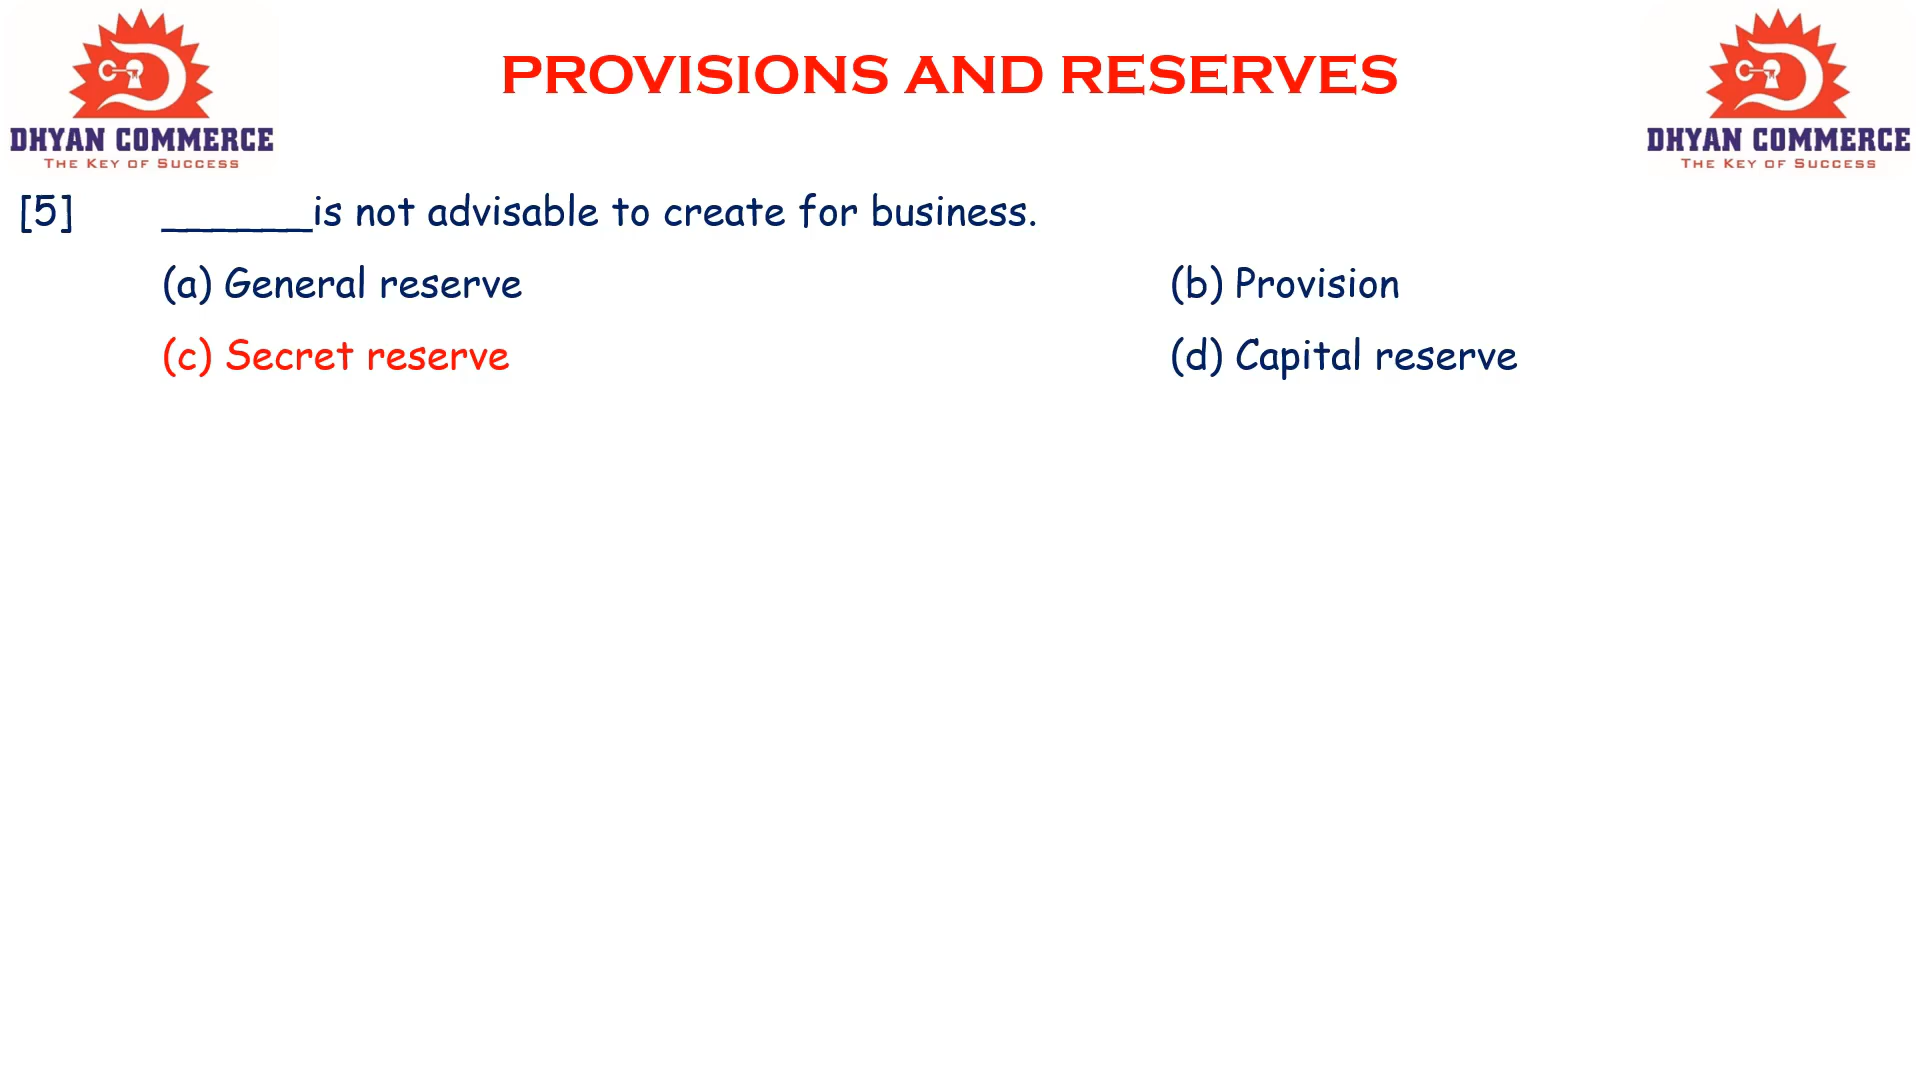 PROVISIONS AND RESERVES
DHYAN COMMERCE
THE KEY OF SUCCESS
DHYAN COMMERCE
THE KEY OF SUCCESS
[5] ______is not advisable to create for business.
(a) General reserve (b) Provision
(c) Secret reserve (d) Capital reserve